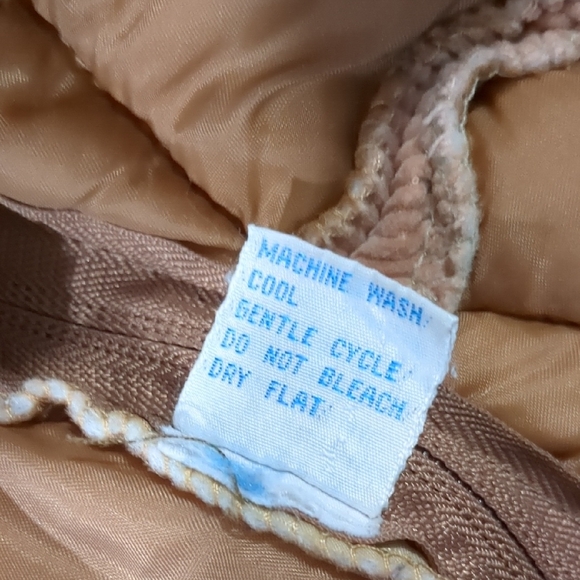 MACHINE WASH
COOL
GENTLE CYCLE
DO NOT BLEACH
DRY FLAT